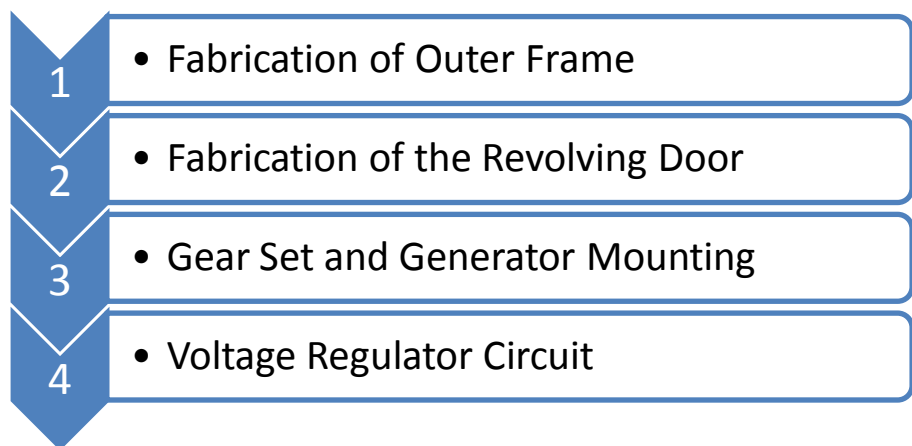 1 • Fabrication of Outer Frame
2 • Fabrication of the Revolving Door
3 • Gear Set and Generator Mounting
4 • Voltage Regulator Circuit